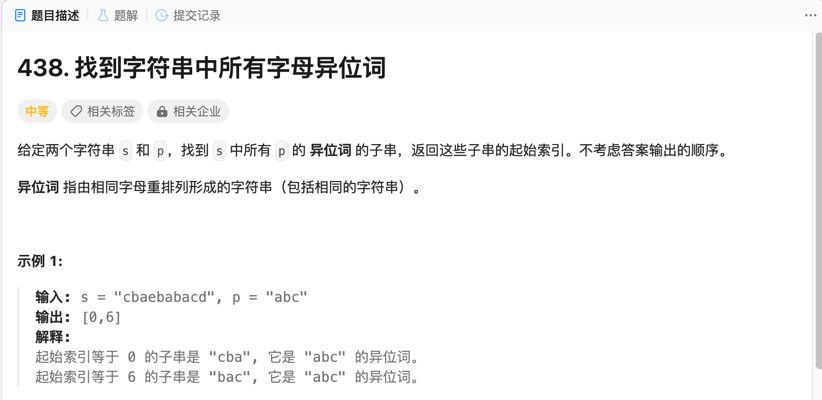 题目描述 题解 提交记录
438. 找到字符串中所有字母异位词
中等 相关标签 相关企业
给定两个字符串 s 和 p，找到 s 中所有 p 的 异位词 的子串，返回这些子串的起始索引。不考虑答案输出的顺序。
异位词 指由相同字母重排列形成的字符串（包括相同的字符串）。
示例 1:
输入: s = "cbaebabacd", p = "abc"
输出: [0,6]
解释:
起始索引等于 0 的子串是 "cba", 它是 "abc" 的异位词。
起始索引等于 6 的子串是 "bac", 它是 "abc" 的异位词。